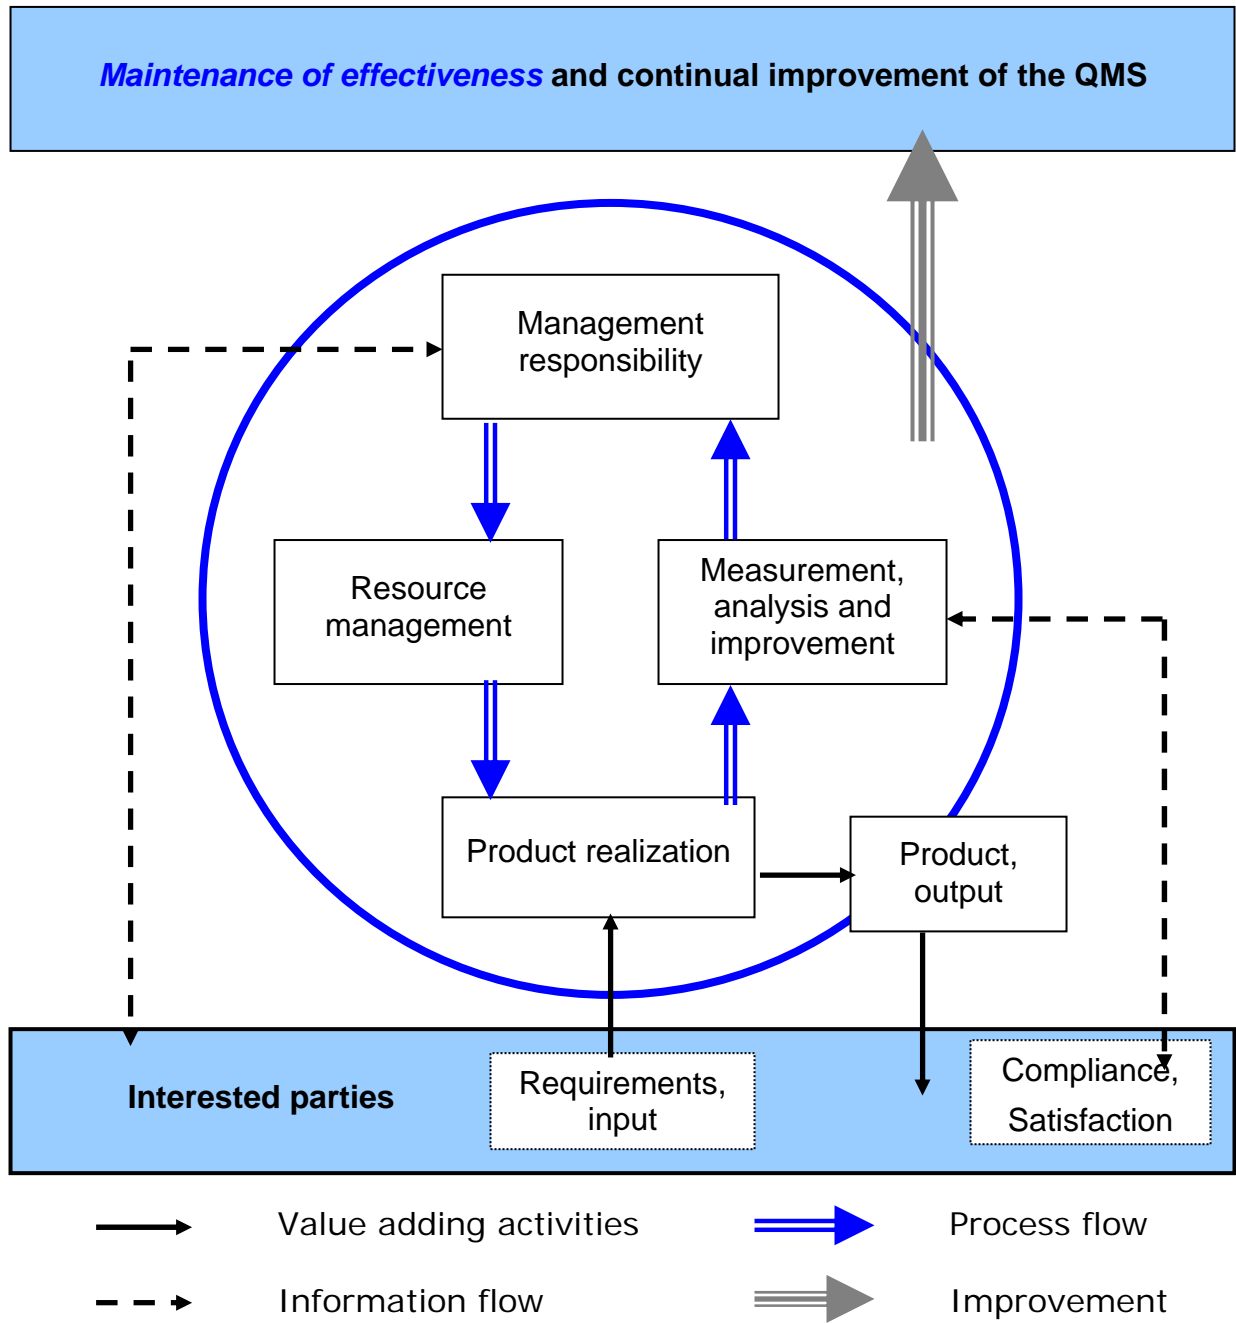 Maintenance of effectiveness and continual improvement of the QMS
Management
responsibility
Resource
management
Measurement,
analysis and
improvement
Product realization
Product,
output
Interested parties
Requirements,
input
Compliance,
Satisfaction
Value adding activities
Process flow
Information flow
Improvement